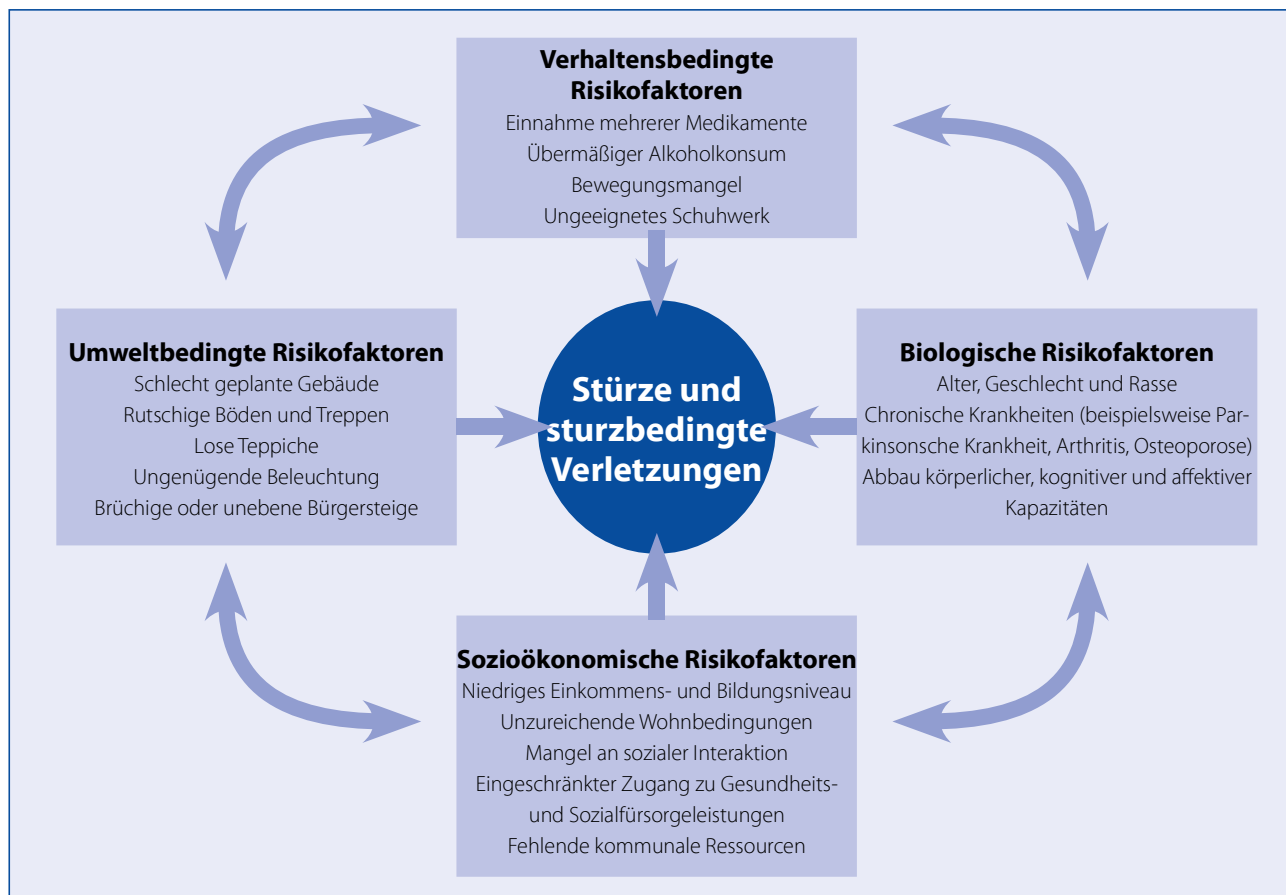 Verhaltensbedingte
Risikofaktoren
Einnahme mehrerer Medikamente
Übermäßiger Alkoholkonsum
Bewegungsmangel
Ungeeignetes Schuhwerk
Umweltbedingte Risikofaktoren
Schlecht geplante Gebäude
Rutschige Böden und Treppen
Lose Teppiche
Ungenügende Beleuchtung
Brüchige oder unebene Bürgersteige
Stürze und
sturzbedingte
Verletzungen
Biologische Risikofaktoren
Alter, Geschlecht und Rasse
Chronische Krankheiten (beispielsweise Par-
kinsonsche Krankheit, Arthritis, Osteoporose)
Abbau körperlicher, kognitiver und affektiver
Kapazitäten
Sozioökonomische Risikofaktoren
Niedriges Einkommens- und Bildungsniveau
Unzureichende Wohnbedingungen
Mangel an sozialer Interaktion
Eingeschränkter Zugang zu Gesundheits-
und Sozialfürsorgeleistungen
Fehlende kommunale Ressourcen